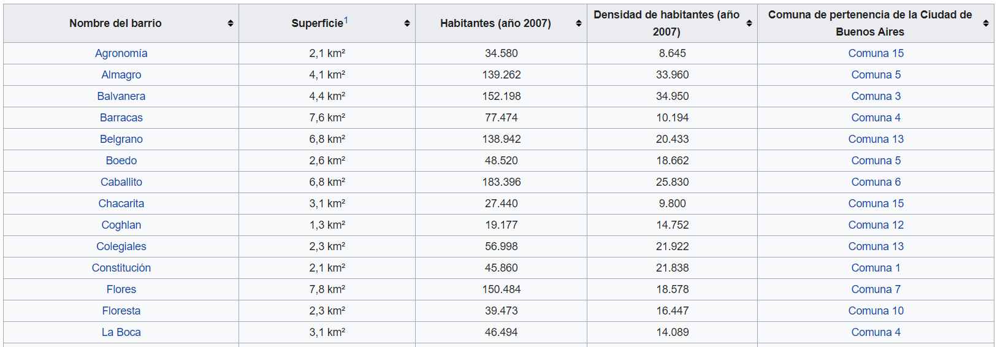 Nombre del barrio Superficie1 Habitantes (año 2007) Densidad de habitantes (año 2007) Comuna de pertenencia de la Ciudad de Buenos Aires
Agronomía 2,1 km² 34.580 8.645 Comuna 15
Almagro 4,1 km² 139.262 33.960 Comuna 5
Balvanera 4,4 km² 152.198 34.950 Comuna 3
Barracas 7,6 km² 77.474 10.194 Comuna 4
Belgrano 6,8 km² 138.942 20.433 Comuna 13
Boedo 2,6 km² 48.520 18.662 Comuna 5
Caballito 6,8 km² 183.396 25.830 Comuna 6
Chacarita 3,1 km² 27.440 9.800 Comuna 15
Coghlan 1,3 km² 19.177 14.752 Comuna 12
Colegiales 2,3 km² 56.998 21.922 Comuna 13
Constitución 2,1 km² 45.860 21.838 Comuna 1
Flores 7,8 km² 150.484 18.578 Comuna 7
Floresta 2,3 km² 39.473 16.447 Comuna 10
La Boca 3,1 km² 46.494 14.089 Comuna 4